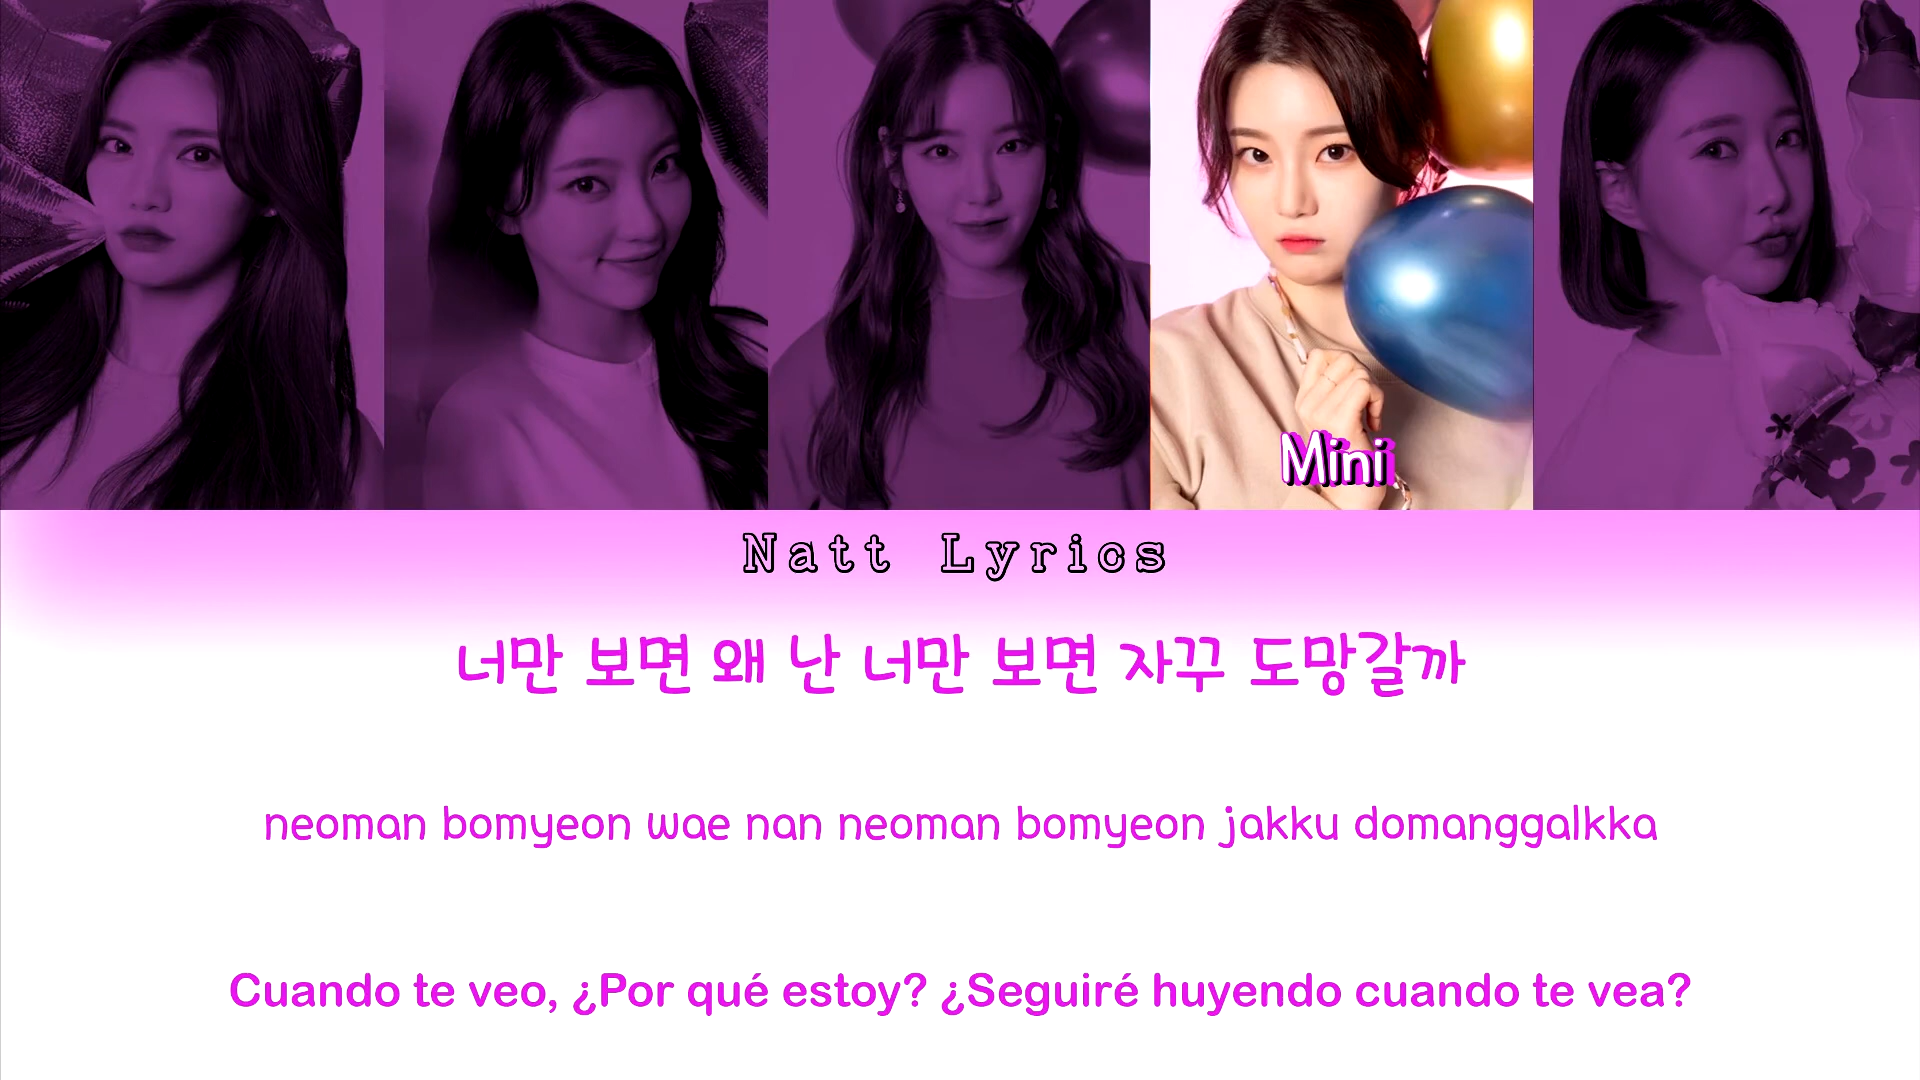 Mini
Natt Lyrics
너만 보면 왜 난 너만 보면 자꾸 도망갈까
neoman bomyeon wae nan neoman bomyeon jakku domanggalkka
Cuando te veo, ¿Por qué estoy? ¿Seguiré huyendo cuando te vea?